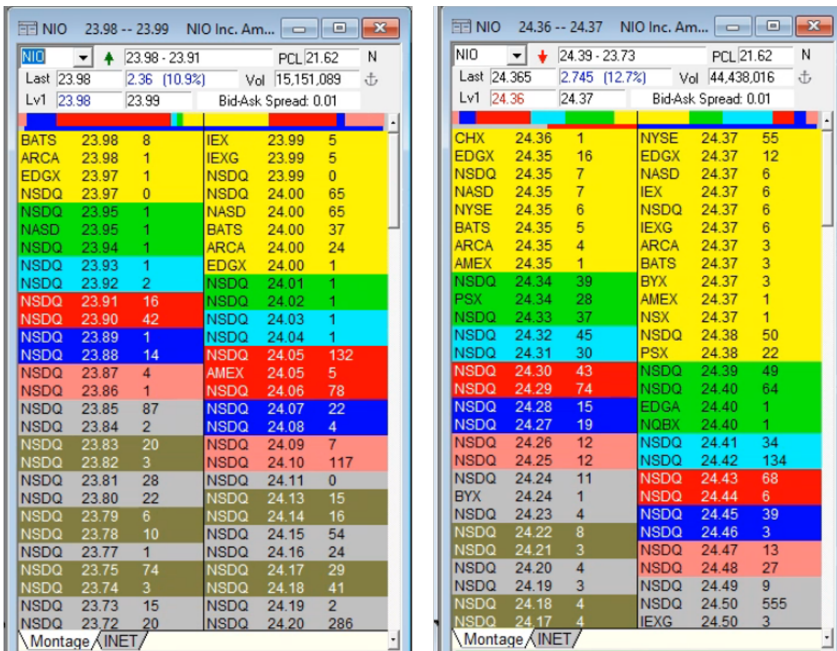 NIO 23.98 -- 23.99 NIO Inc. Am...
NIO 23.98 - 23.91 PCL 21.62 N
Last 23.98 2.36 (10.9%) Vol 15,151,089
Lv1 23.98 23.99 Bid-Ask Spread: 0.01
BATS 23.98 8 IEX 23.99 5
ARCA 23.98 1 IEXG 23.99 5
EDGX 23.97 1 NSDQ 23.99 0
NSDQ 23.97 0 NSDQ 24.00 65
NSDQ 23.95 1 NASD 24.00 65
NASD 23.95 1 BATS 24.00 37
NSDQ 23.94 1 ARCA 24.00 24
NSDQ 23.93 1 EDGX 24.00 1
NSDQ 23.92 2 NSDQ 24.01 1
NSDQ 23.91 16 NSDQ 24.02 1
NSDQ 23.90 42 NSDQ 24.03 1
NSDQ 23.89 1 NSDQ 24.04 1
NSDQ 23.88 14 NSDQ 24.05 132
NSDQ 23.87 4 AMEX 24.05 5
NSDQ 23.86 1 NSDQ 24.06 78
NSDQ 23.85 87 NSDQ 24.07 22
NSDQ 23.84 2 NSDQ 24.08 4
NSDQ 23.83 20 NSDQ 24.09 7
NSDQ 23.82 3 NSDQ 24.10 117
NSDQ 23.81 28 NSDQ 24.11 0
NSDQ 23.80 22 NSDQ 24.13 15
NSDQ 23.79 6 NSDQ 24.14 16
NSDQ 23.78 10 NSDQ 24.15 54
NSDQ 23.77 1 NSDQ 24.16 24
NSDQ 23.75 74 NSDQ 24.17 29
NSDQ 23.74 3 NSDQ 24.18 41
NSDQ 23.73 15 NSDQ 24.19 2
NSDQ 23.72 20 NSDQ 24.20 286
Montage INET
NIO 24.36 -- 24.37 NIO Inc. Am...
NIO 24.39 - 23.73 PCL 21.62 N
Last 24.365 2.745 (12.7%) Vol 44,438,016
Lv1 24.36 24.37 Bid-Ask Spread: 0.01
CHX 24.36 1 NYSE 24.37 55
EDGX 24.35 16 EDGX 24.37 12
NSDQ 24.35 7 NASD 24.37 6
NASD 24.35 7 IEX 24.37 6
NYSE 24.35 6 NSDQ 24.37 6
BATS 24.35 5 IEXG 24.37 6
ARCA 24.35 4 ARCA 24.37 3
AMEX 24.35 1 BATS 24.37 3
NSDQ 24.34 39 BYX 24.37 3
PSX 24.34 28 AMEX 24.37 1
NSDQ 24.33 37 NSX 24.37 1
NSDQ 24.32 45 NSDQ 24.38 50
NSDQ 24.31 30 PSX 24.38 22
NSDQ 24.30 43 NSDQ 24.39 49
NSDQ 24.29 74 NSDQ 24.40 64
NSDQ 24.28 15 EDGA 24.40 1
NSDQ 24.27 19 NQBX 24.40 1
NSDQ 24.26 12 NSDQ 24.41 34
NSDQ 24.25 12 NSDQ 24.42 134
NSDQ 24.24 11 NSDQ 24.43 68
BYX 24.24 1 NSDQ 24.44 6
NSDQ 24.23 4 NSDQ 24.45 39
NSDQ 24.22 8 NSDQ 24.46 3
NSDQ 24.21 3 NSDQ 24.47 13
NSDQ 24.20 4 NSDQ 24.48 27
NSDQ 24.19 3 NSDQ 24.49 9
NSDQ 24.18 4 NSDQ 24.50 555
NSDQ 24.17 4 IEXG 24.50 3
Montage INET